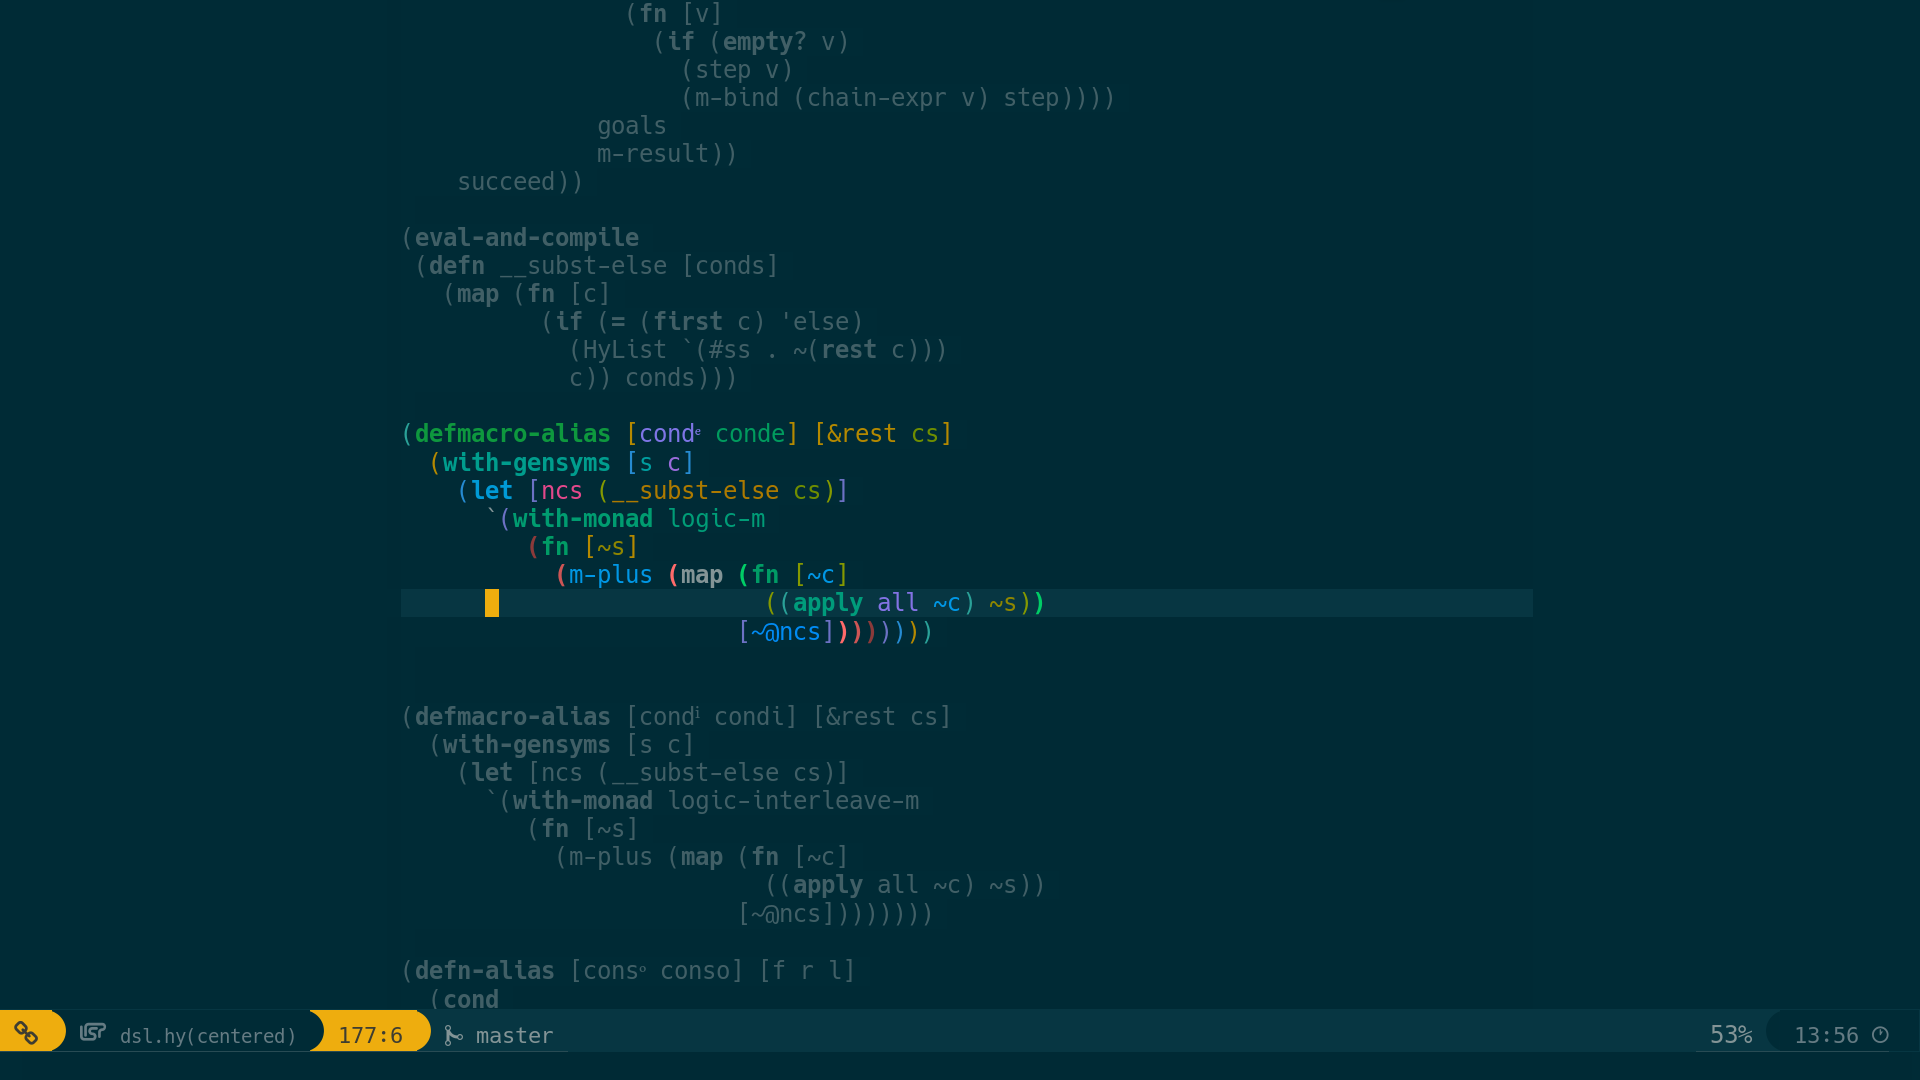 (fn [v]
(if (empty? v)
(step v)
(m-bind (chain-expr v) step))))
goals
m-result))
succeed))
(eval-and-compile
(defn __subst-else [conds]
(map (fn [c]
(if (= (first c) 'else)
(HyList `(#ss . ~(rest c)))
c)) conds)))
(defmacro-alias [condᵉ conde] [&rest cs]
(with-gensyms [s c]
(let [ncs (__subst-else cs)]
`(with-monad logic-m
(fn [~s]
(m-plus (map (fn [~c]
((apply all ~c) ~s))
[~@ncs])))))))
(defmacro-alias [condⁱ condi] [&rest cs]
(with-gensyms [s c]
(let [ncs (__subst-else cs)]
`(with-monad logic-interleave-m
(fn [~s]
(m-plus (map (fn [~c]
((apply all ~c) ~s))
[~@ncs])))))))
(defn-alias [consᵒ conso] [f r l]
(cond
dsl.hy(centered) 177:6 master 53% 13:56